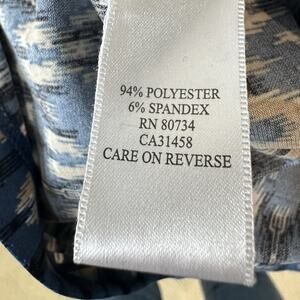 94% POLYESTER
6% SPANDEX
RN 80734
CA31458
CARE ON REVERSE